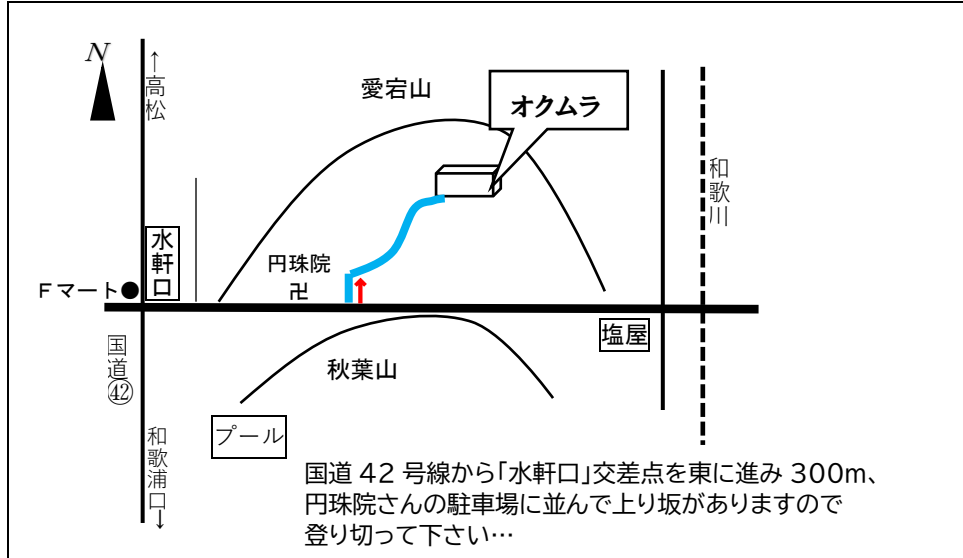 N
↑高松
愛宕山
オクムラ
和歌川
水軒口
円珠院
卍
Fマート●
塩屋
国道㊷
秋葉山
プール
和歌浦口↓
国道 42 号線から「水軒口」交差点を東に進み 300m、
円珠院さんの駐車場に並んで上り坂がありますので
登り切って下さい…